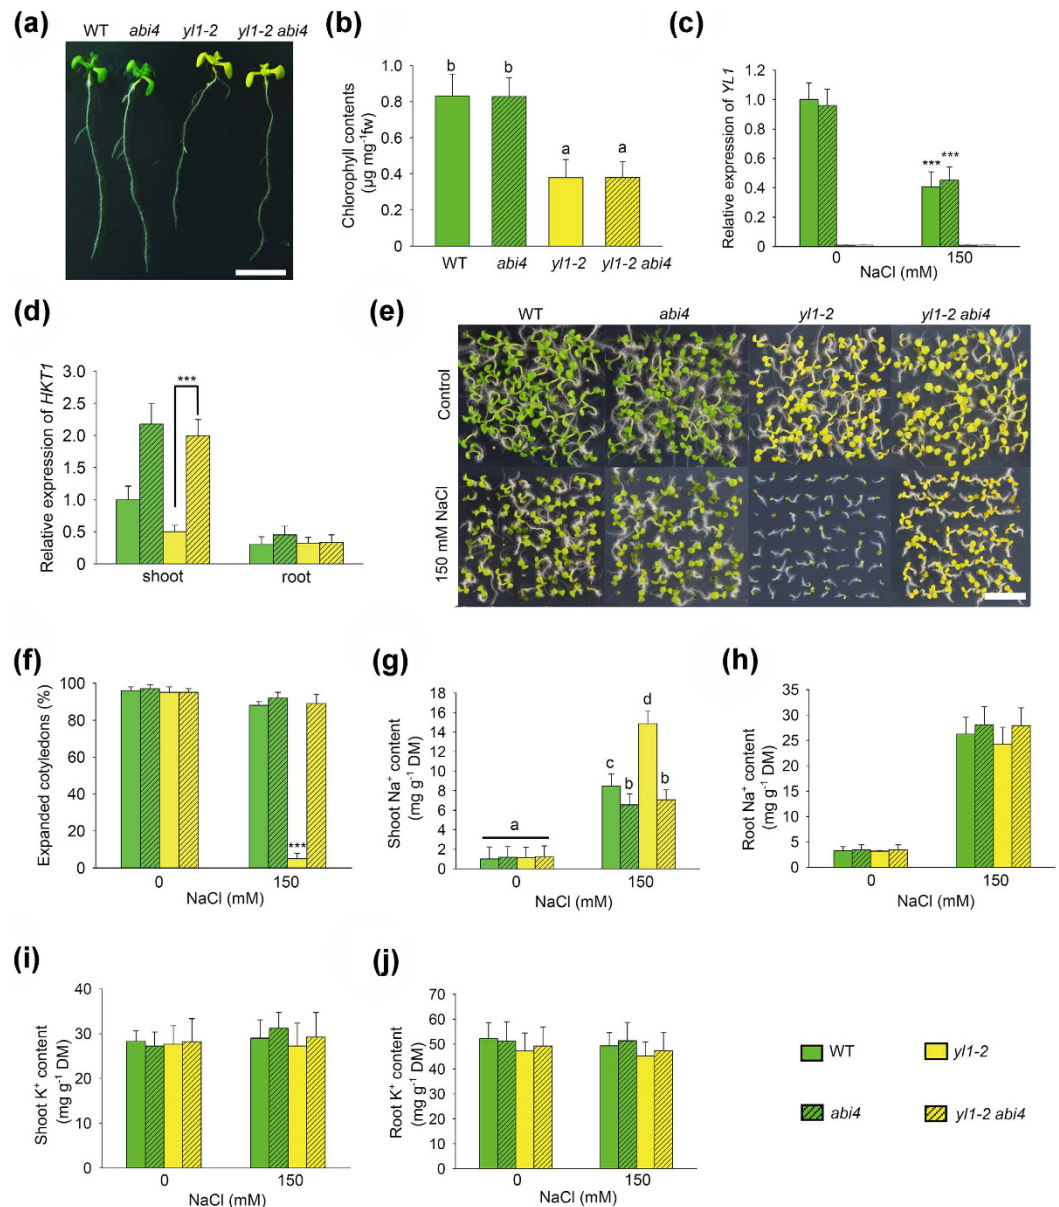 (a)
WT abi4 yl1-2 yl1-2 abi4
(b)
Chlorophyll contents
(µg mg⁻¹fw)
1.0
0.8
0.6
0.4
0.2
0
b b a a
WT abi4 yl1-2 yl1-2 abi4
(c)
Relative expression of YL1
1.2
1.0
0.8
0.6
0.4
0.2
0
*** ***
0 150
NaCl (mM)
(d)
Relative expression of HKT1
3.0
2.5
2.0
1.5
1.0
0.5
0
***
shoot root
(e)
WT abi4 yl1-2 yl1-2 abi4
Control
150 mM NaCl
(f)
Expanded cotyledons (%)
100
80
60
40
20
0
***
0 150
NaCl (mM)
(g)
Shoot Na⁺ content
(mg g⁻¹ DM)
18
16
14
12
10
8
6
4
2
0
a
c b d b
0 150
NaCl (mM)
(h)
Root Na⁺ content
(mg g⁻¹ DM)
35
30
25
20
15
10
5
0
0 150
NaCl (mM)
(i)
Shoot K⁺ content
(mg g⁻¹ DM)
40
30
20
10
0
0 150
NaCl (mM)
(j)
Root K⁺ content
(mg g⁻¹ DM)
70
60
50
40
30
20
10
0
0 150
NaCl (mM)
WT yl1-2
abi4 yl1-2 abi4